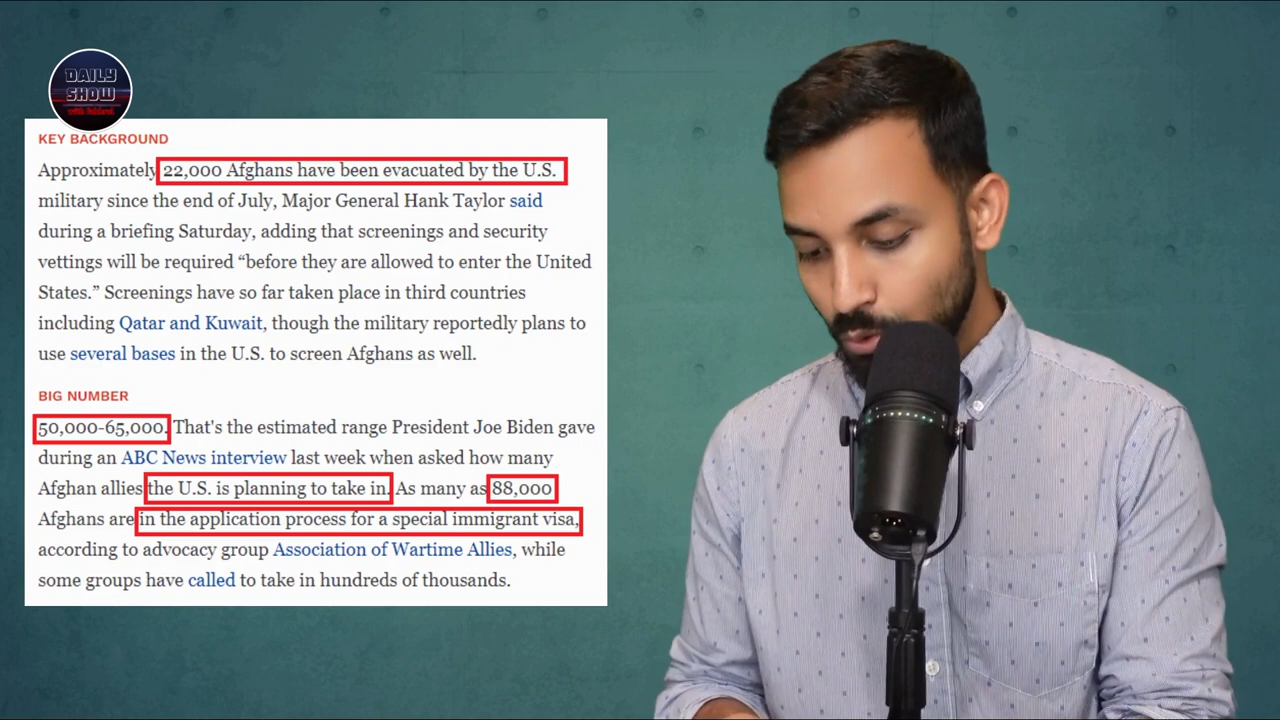 DAILY
SHOW
KEY BACKGROUND
Approximately 22,000 Afghans have been evacuated by the U.S.
military since the end of July, Major General Hank Taylor said
during a briefing Saturday, adding that screenings and security
vettings will be required “before they are allowed to enter the United
States.” Screenings have so far taken place in third countries
including Qatar and Kuwait, though the military reportedly plans to
use several bases in the U.S. to screen Afghans as well.
BIG NUMBER
50,000-65,000. That's the estimated range President Joe Biden gave
during an ABC News interview last week when asked how many
Afghan allies the U.S. is planning to take in. As many as 88,000
Afghans are in the application process for a special immigrant visa,
according to advocacy group Association of Wartime Allies, while
some groups have called to take in hundreds of thousands.